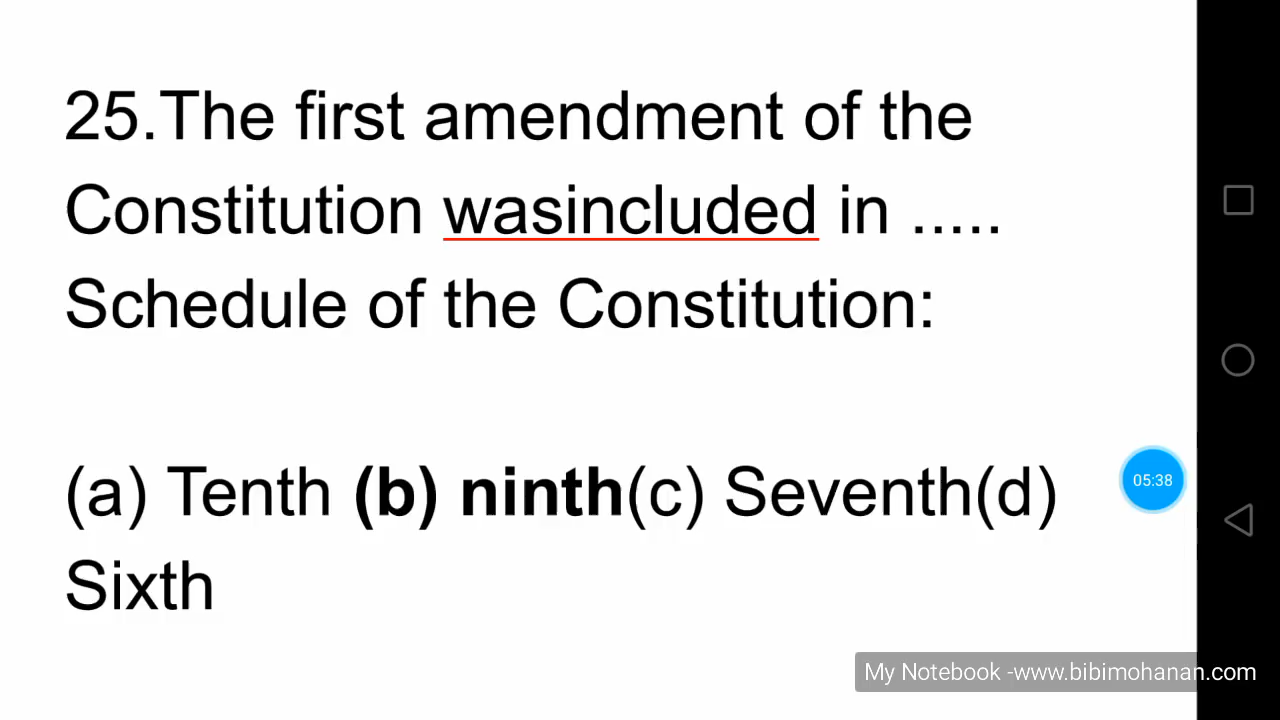 25.The first amendment of the
Constitution wasincluded in .....
Schedule of the Constitution:
(a) Tenth (b) ninth(c) Seventh(d)
Sixth
05:38
My Notebook -www.bibimohanan.com